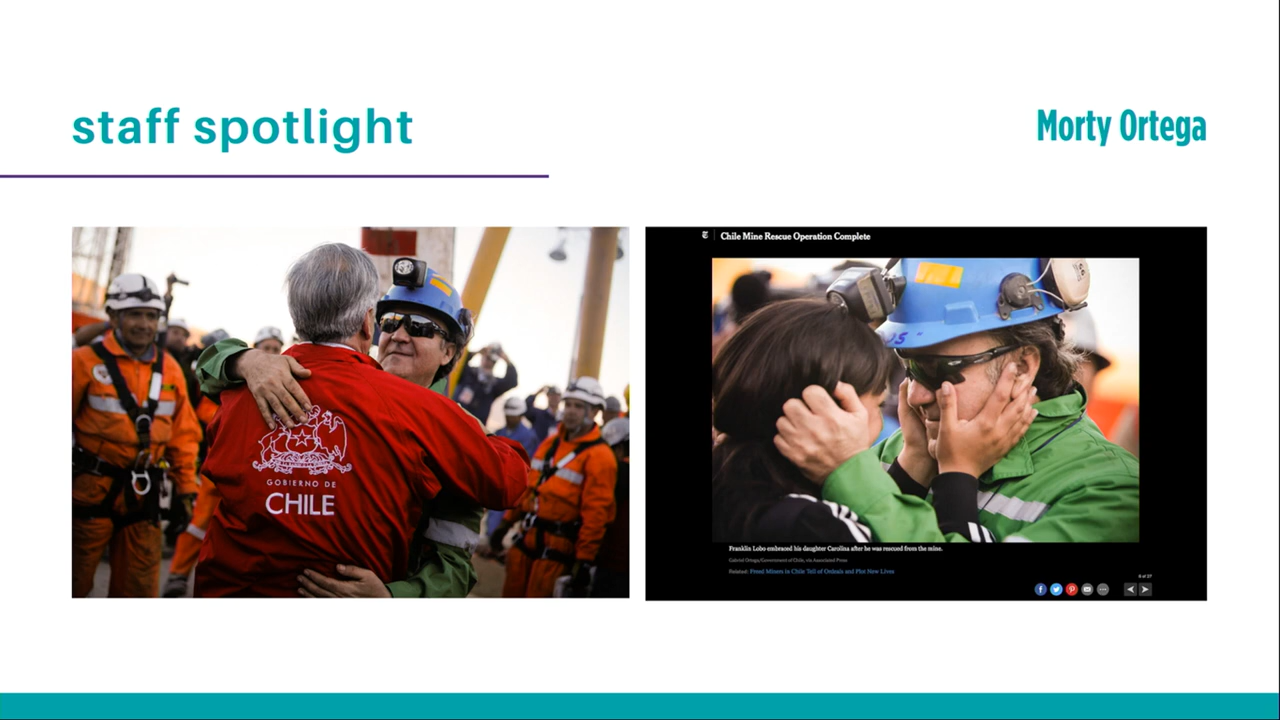 staff spotlight
Morty Ortega
GOBIERNO DE
CHILE
Chile Mine Rescue Operation Complete
Franklin Lobo embraced his daughter Carolina after he was rescued from the mine.
Gabriel Ortega/Government of Chile, via Associated Press
Related: Freed Miners in Chile Tell of Ordeals and Plot New Lives